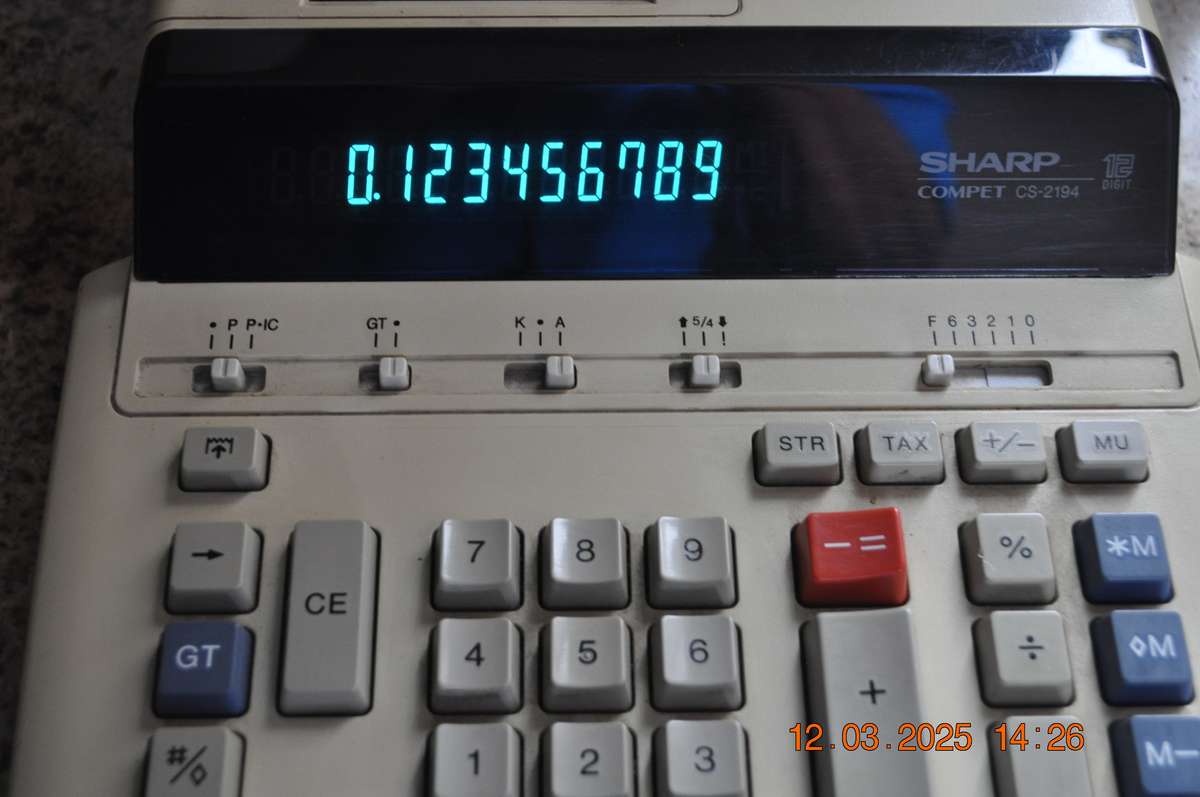 0.123456789
SHARP
COMPET CS-2194
12
DIGIT
• P P•IC
GT •
K • A
⬆ 5/4 ⬇
F 6 3 2 1 0
STR TAX +/− MU
→ CE 7 8 9 − = % *M
GT 4 5 6 + ÷ ◊M
#/◊ 1 2 3 M−
12.03.2025 14:26